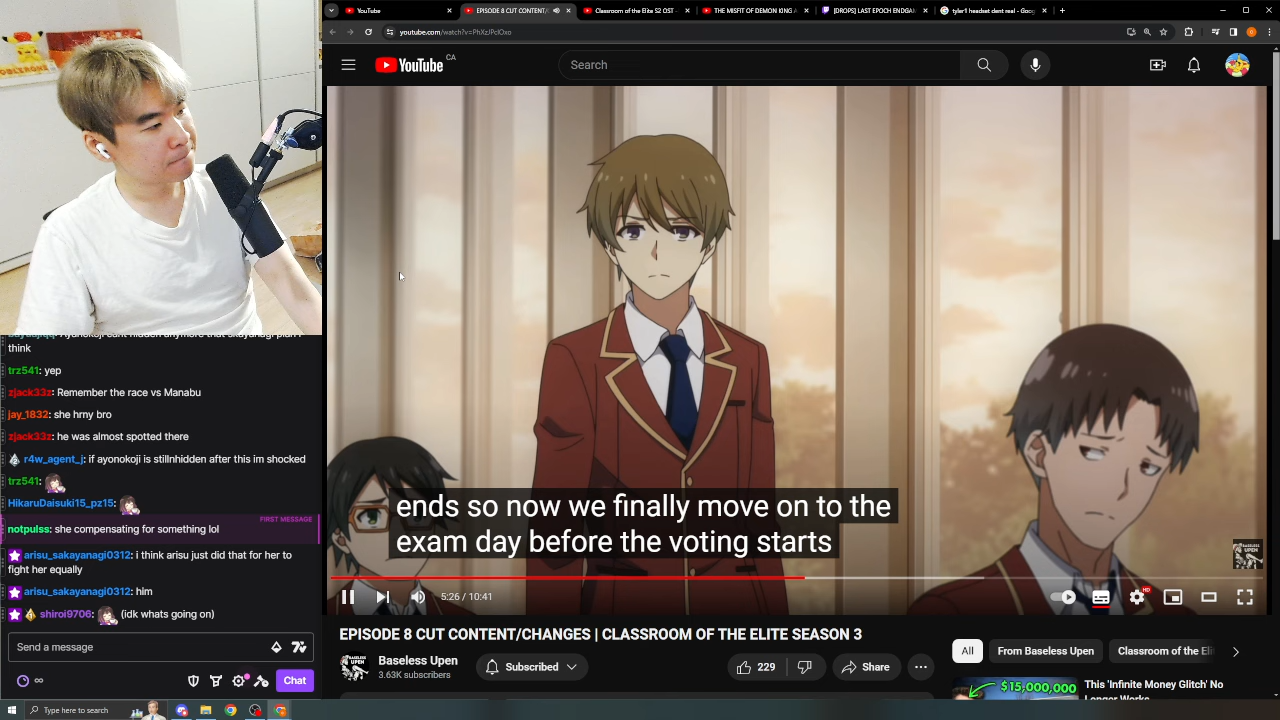 YouTube
EPISODE 8 CUT CONTENT/
Classroom of the Elite S2 OST -
THE MISFIT OF DEMON KING A
[DROPS] LAST EPOCH ENDGAM
tyler1 headset dent real - Goog
youtube.com/watch?v=PhXzJPclOxo
YouTube CA
Search
think
trz541: yep
zjack33z: Remember the race vs Manabu
jay_1832: she hrny bro
zjack33z: he was almost spotted there
r4w_agent_j: if ayonokoji is stillnhidden after this im shocked
trz541:
HikaruDaisuki15_pz15:
FIRST MESSAGE
notpulss: she compensating for something lol
arisu_sakayanagi0312: i think arisu just did that for her to
fight her equally
arisu_sakayanagi0312: him
shiroi9706: (idk whats going on)
Send a message
Chat
ends so now we finally move on to the
exam day before the voting starts
BASELESS
UPEN
5:26 / 10:41
HD
EPISODE 8 CUT CONTENT/CHANGES | CLASSROOM OF THE ELITE SEASON 3
Baseless Upen
3.63K subscribers
Subscribed
229
Share
All
From Baseless Upen
Classroom of the Eli
$15,000,000
This 'Infinite Money Glitch' No
Longer Works
Type here to search